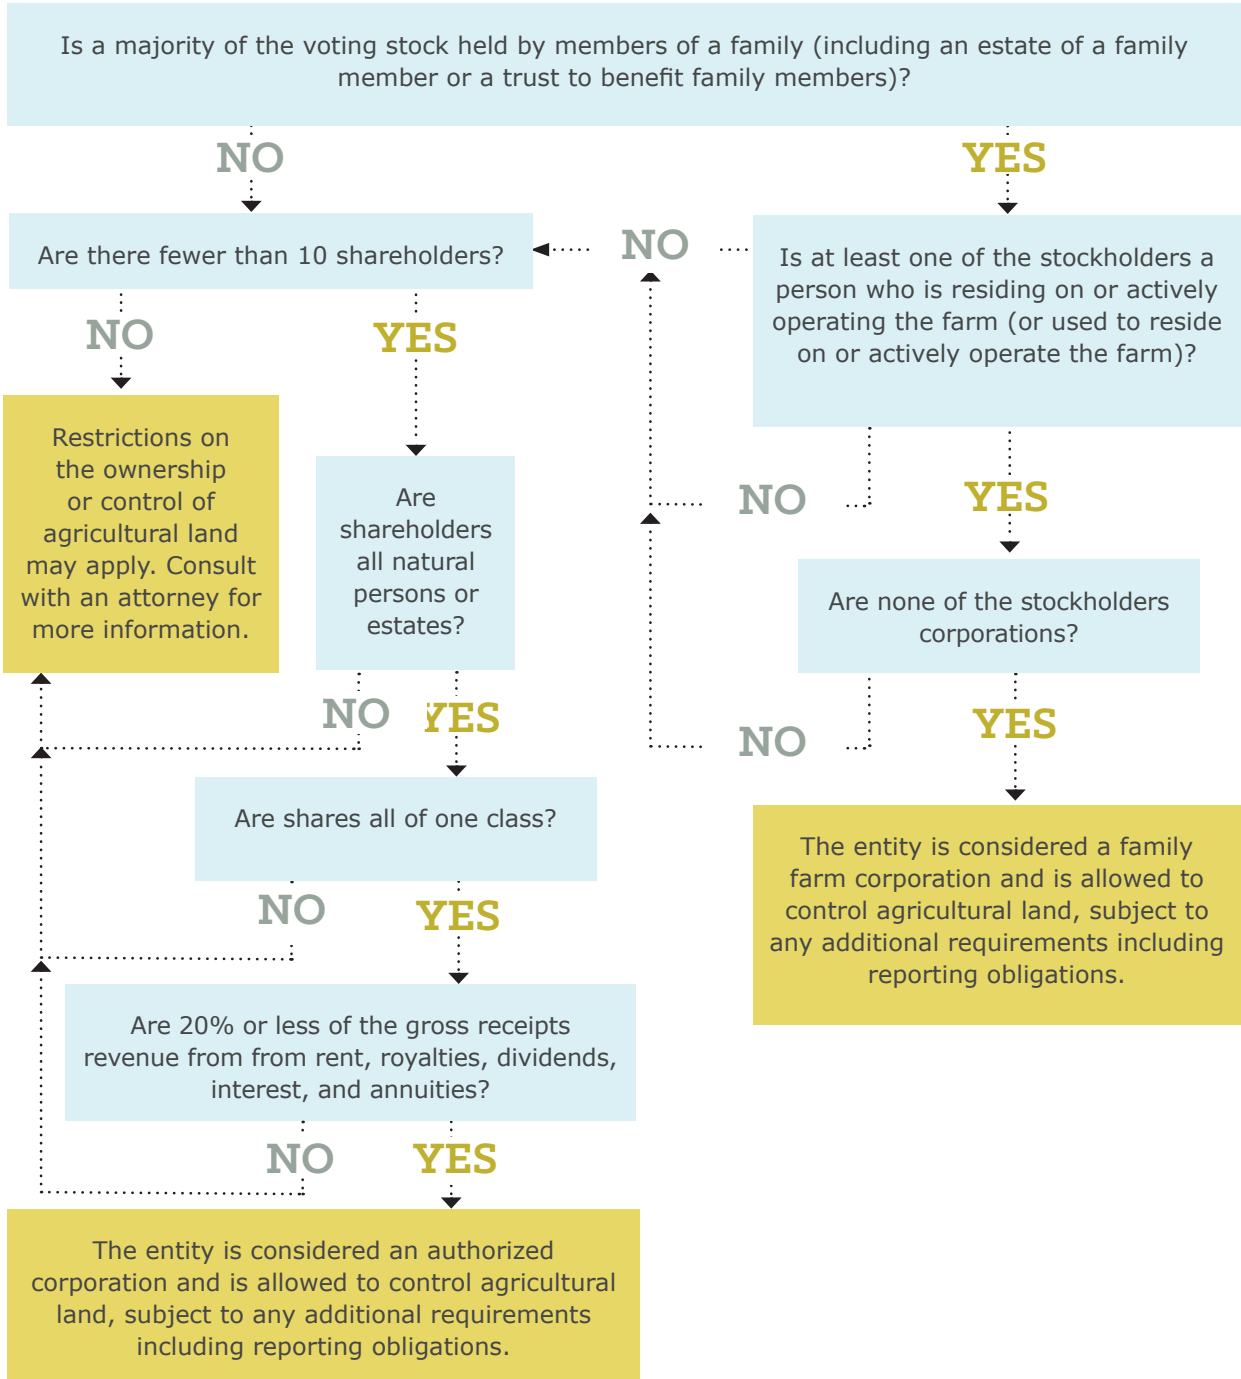 Is a majority of the voting stock held by members of a family (including an estate of a family
member or a trust to benefit family members)?
NO
YES
Are there fewer than 10 shareholders?
NO
Is at least one of the stockholders a
person who is residing on or actively
operating the farm (or used to reside
on or actively operate the farm)?
NO
YES
Restrictions on
the ownership
or control of
agricultural land
may apply. Consult
with an attorney for
more information.
Are
shareholders
all natural
persons or
estates?
NO
YES
Are none of the stockholders
corporations?
NO
YES
NO
YES
Are shares all of one class?
The entity is considered a family
farm corporation and is allowed to
control agricultural land, subject to
any additional requirements including
reporting obligations.
NO
YES
Are 20% or less of the gross receipts
revenue from from rent, royalties, dividends,
interest, and annuities?
NO
YES
The entity is considered an authorized
corporation and is allowed to control agricultural
land, subject to any additional requirements
including reporting obligations.